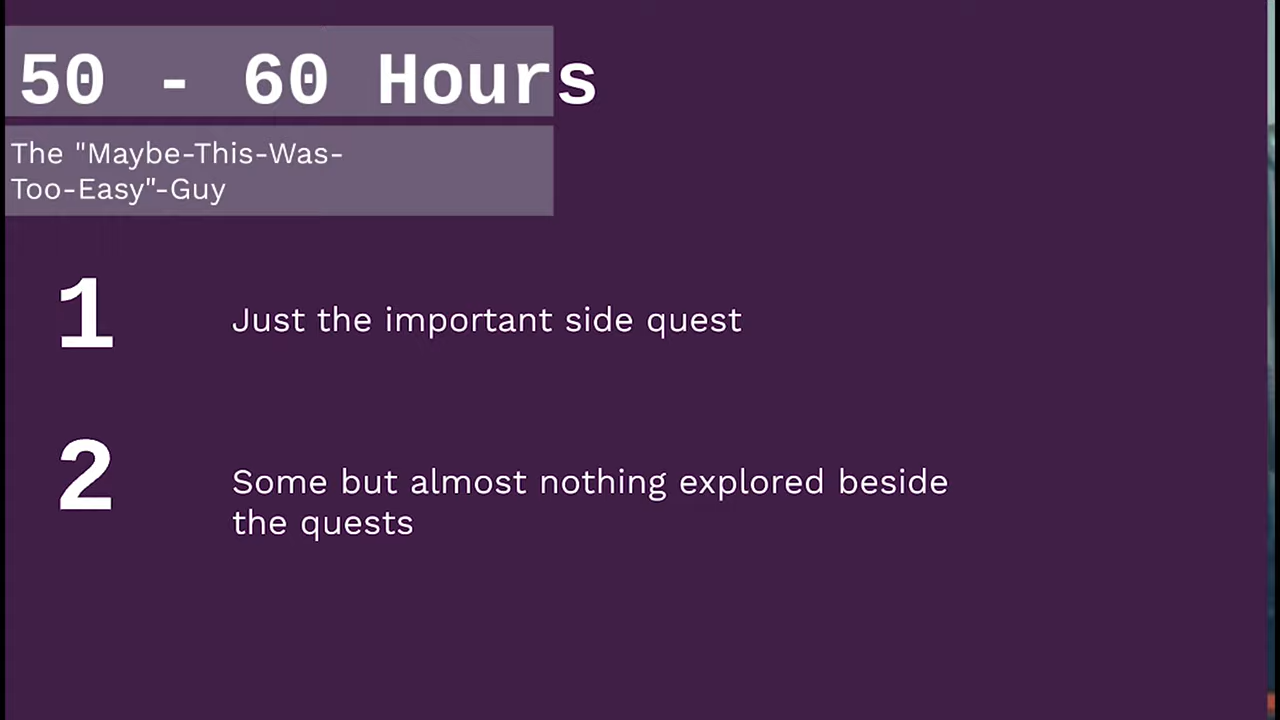 50 - 60 Hours
The "Maybe-This-Was-
Too-Easy"-Guy
1
Just the important side quest
2
Some but almost nothing explored beside
the quests